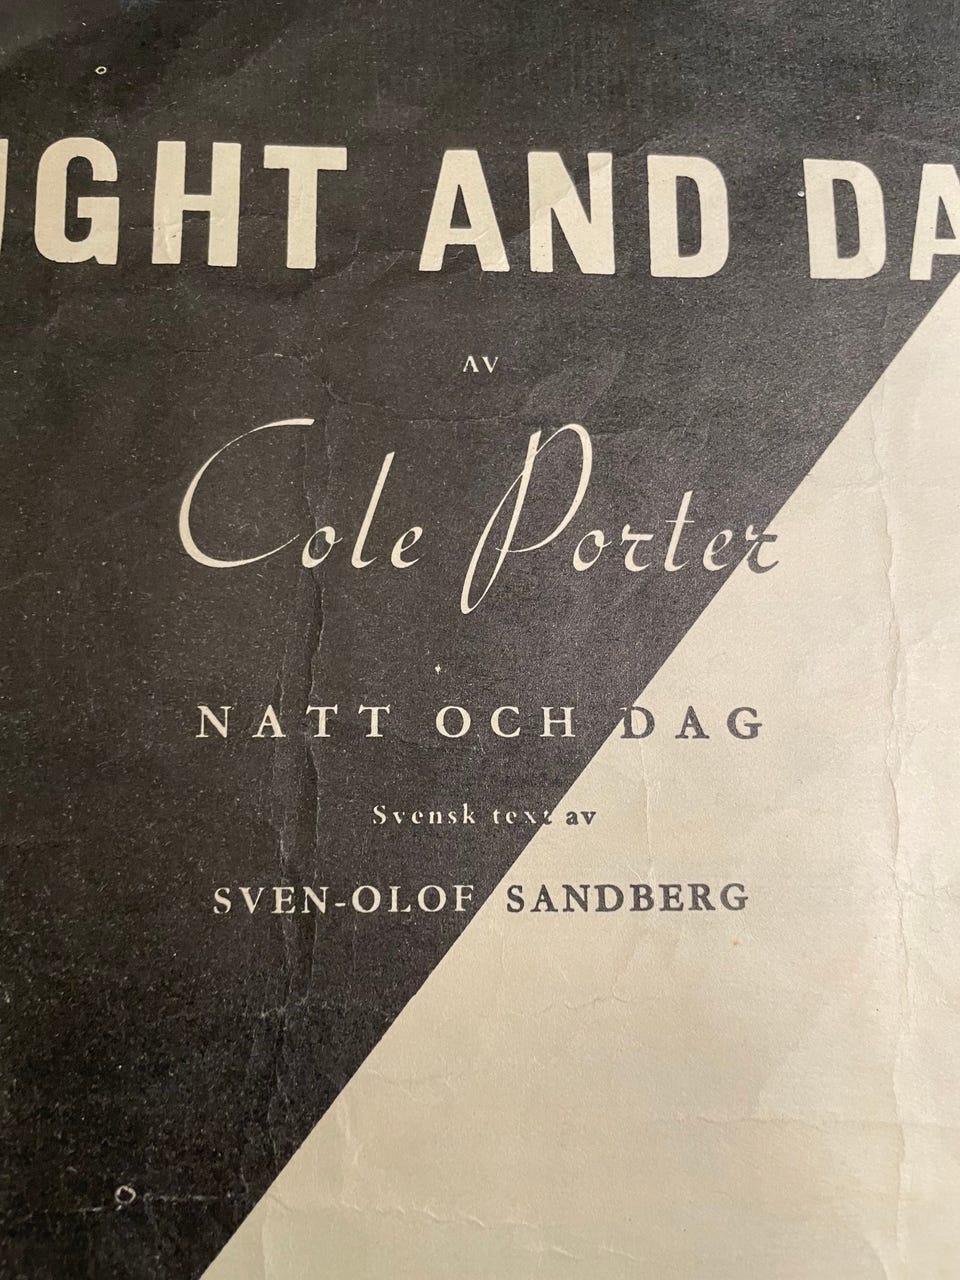 IGHT AND DA
AV
Cole Porter
NATT OCH DAG
Svensk text av
SVEN-OLOF SANDBERG